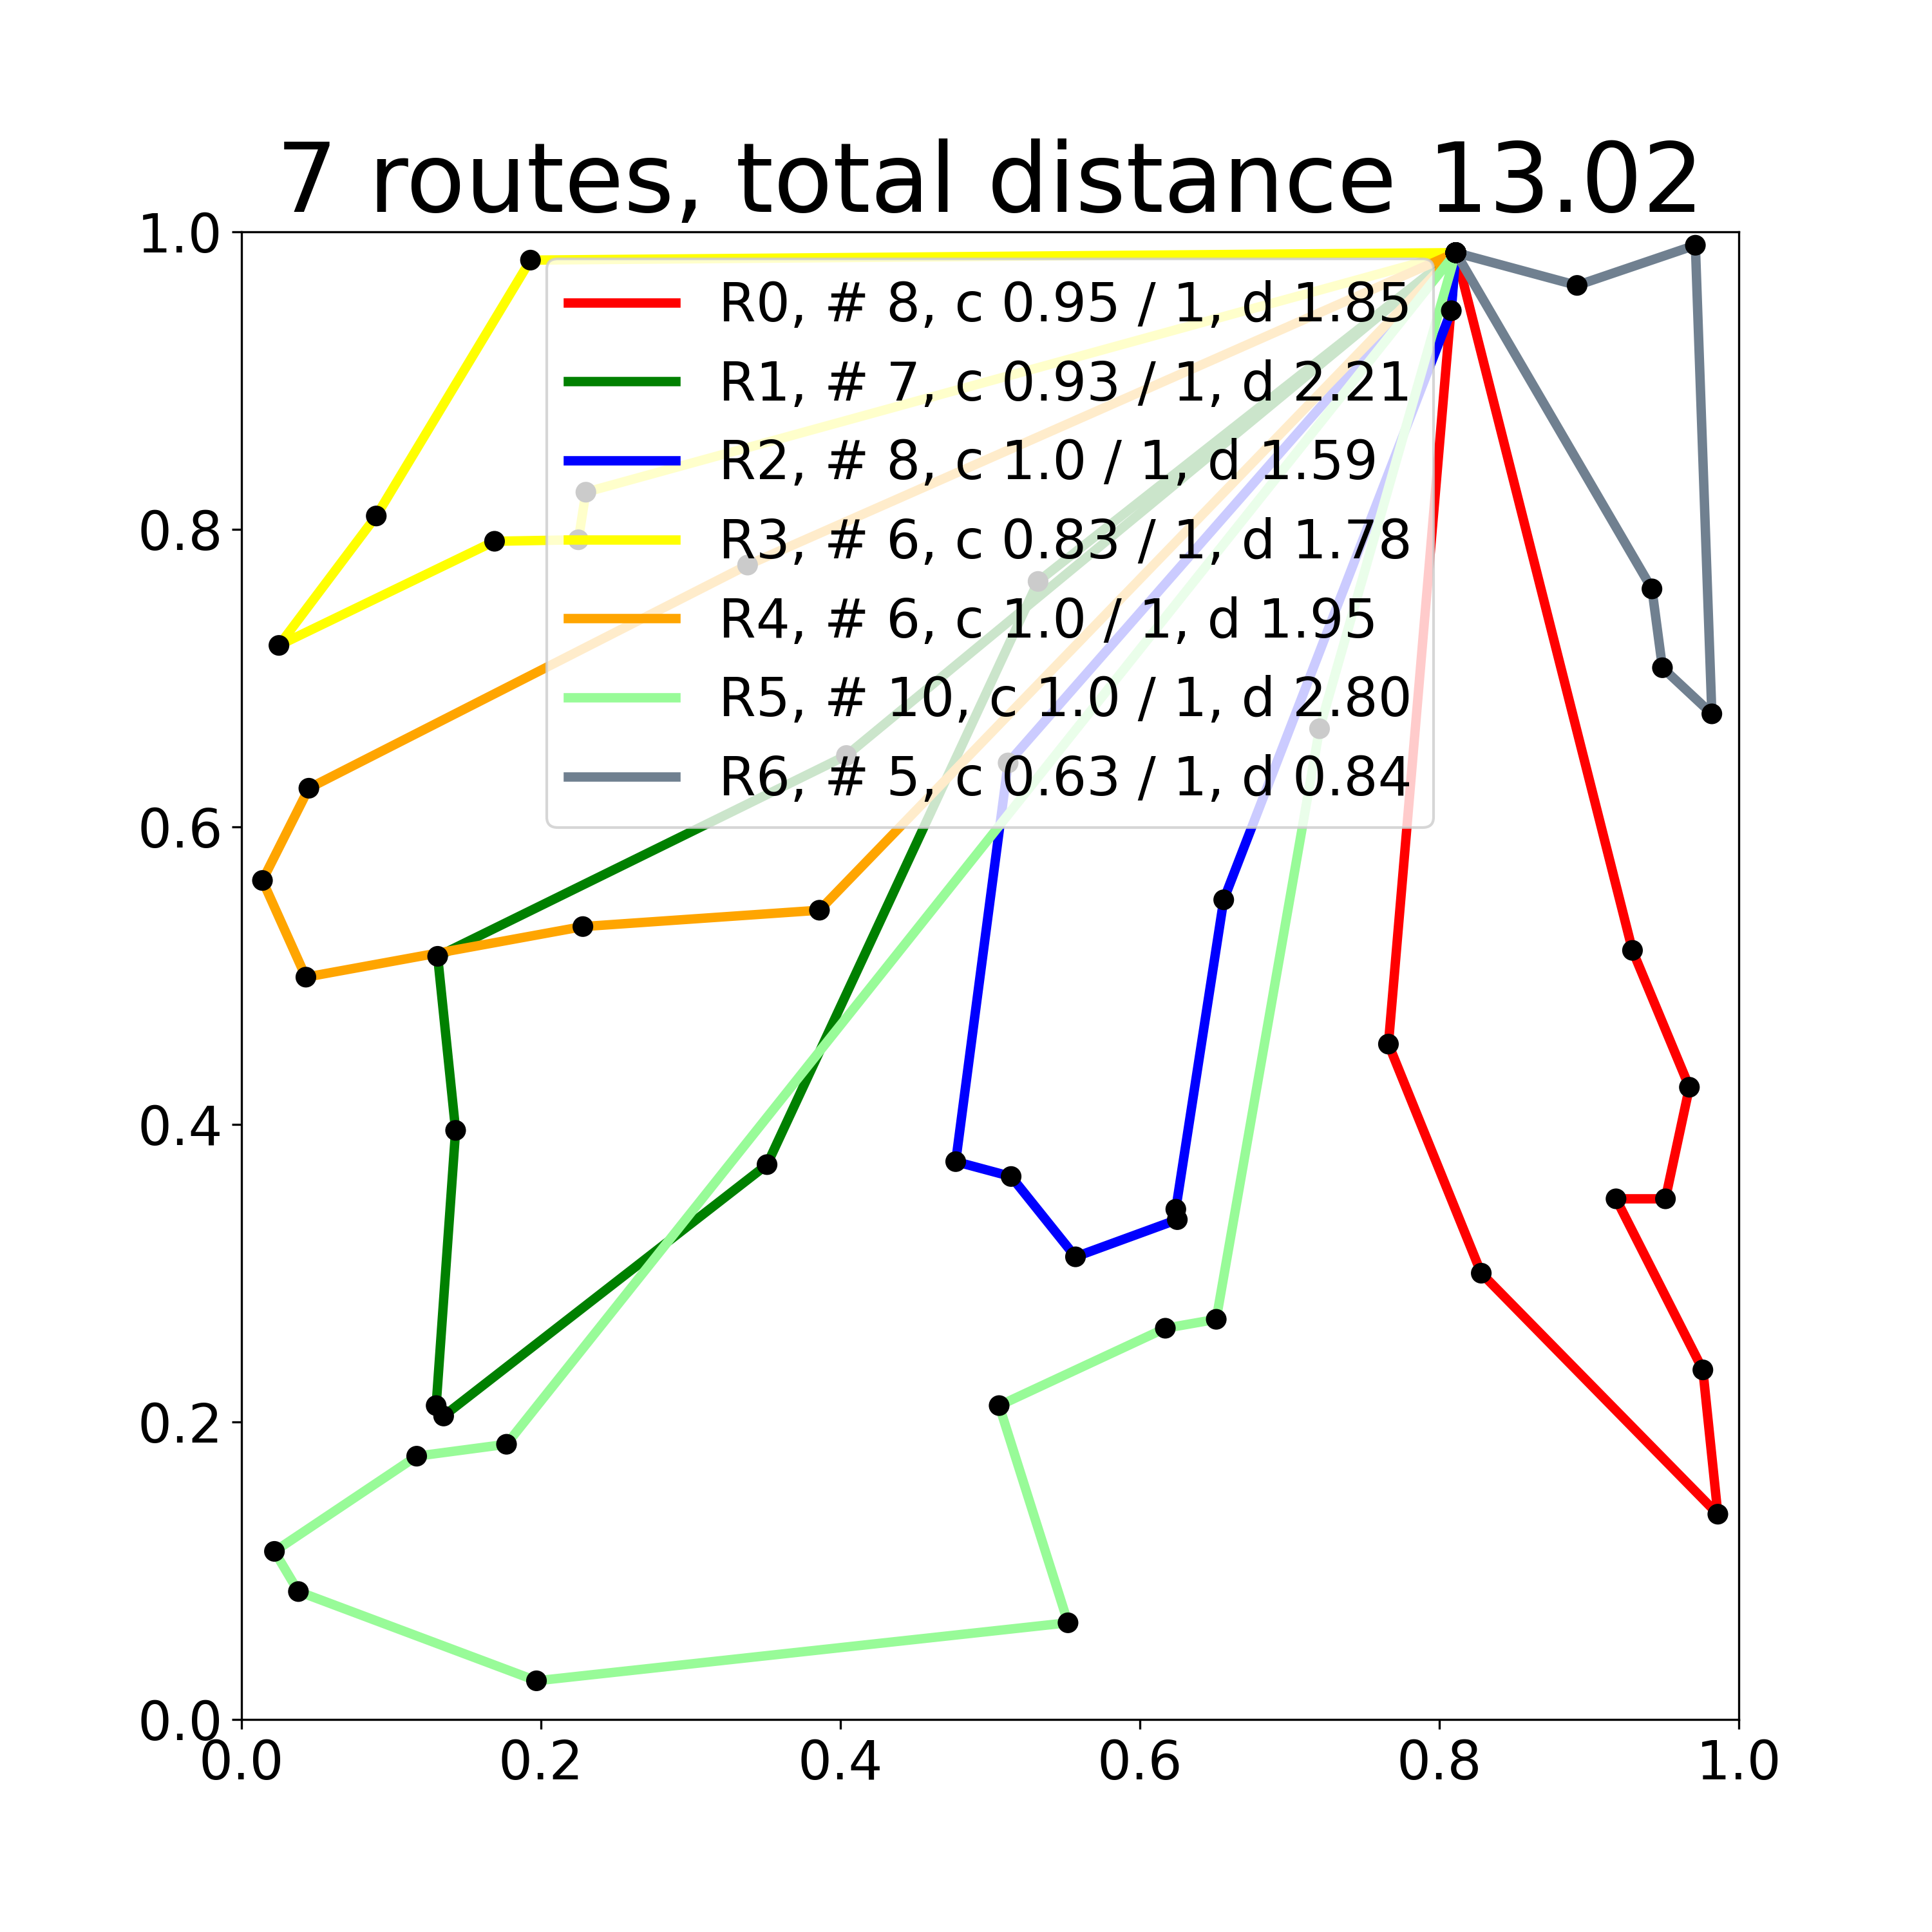 7 routes, total distance 13.02
1.0
0.8
0.6
0.4
0.2
0.0
R0, # 8, c 0.95 / 1, d 1.85
R1, # 7, c 0.93 / 1, d 2.21
R2, # 8, c 1.0 / 1, d 1.59
R3, # 6, c 0.83 / 1, d 1.78
R4, # 6, c 1.0 / 1, d 1.95
R5, # 10, c 1.0 / 1, d 2.80
R6, # 5, c 0.63 / 1, d 0.84
0.0 0.2 0.4 0.6 0.8 1.0